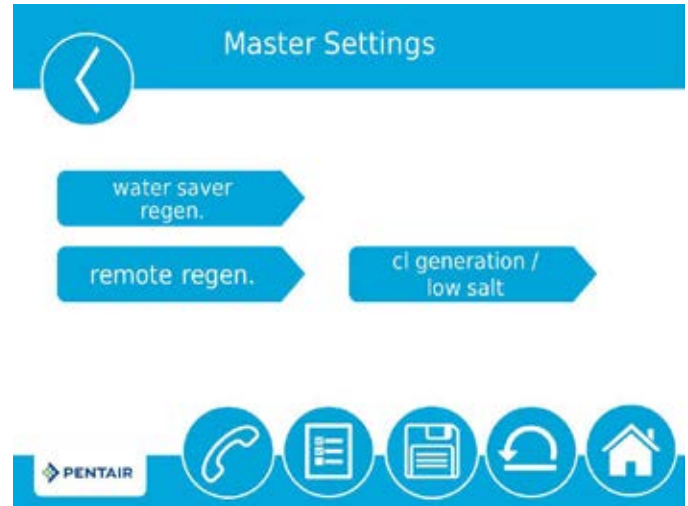 Master Settings
water saver
regen.
remote regen.
cl generation /
low salt
PENTAIR